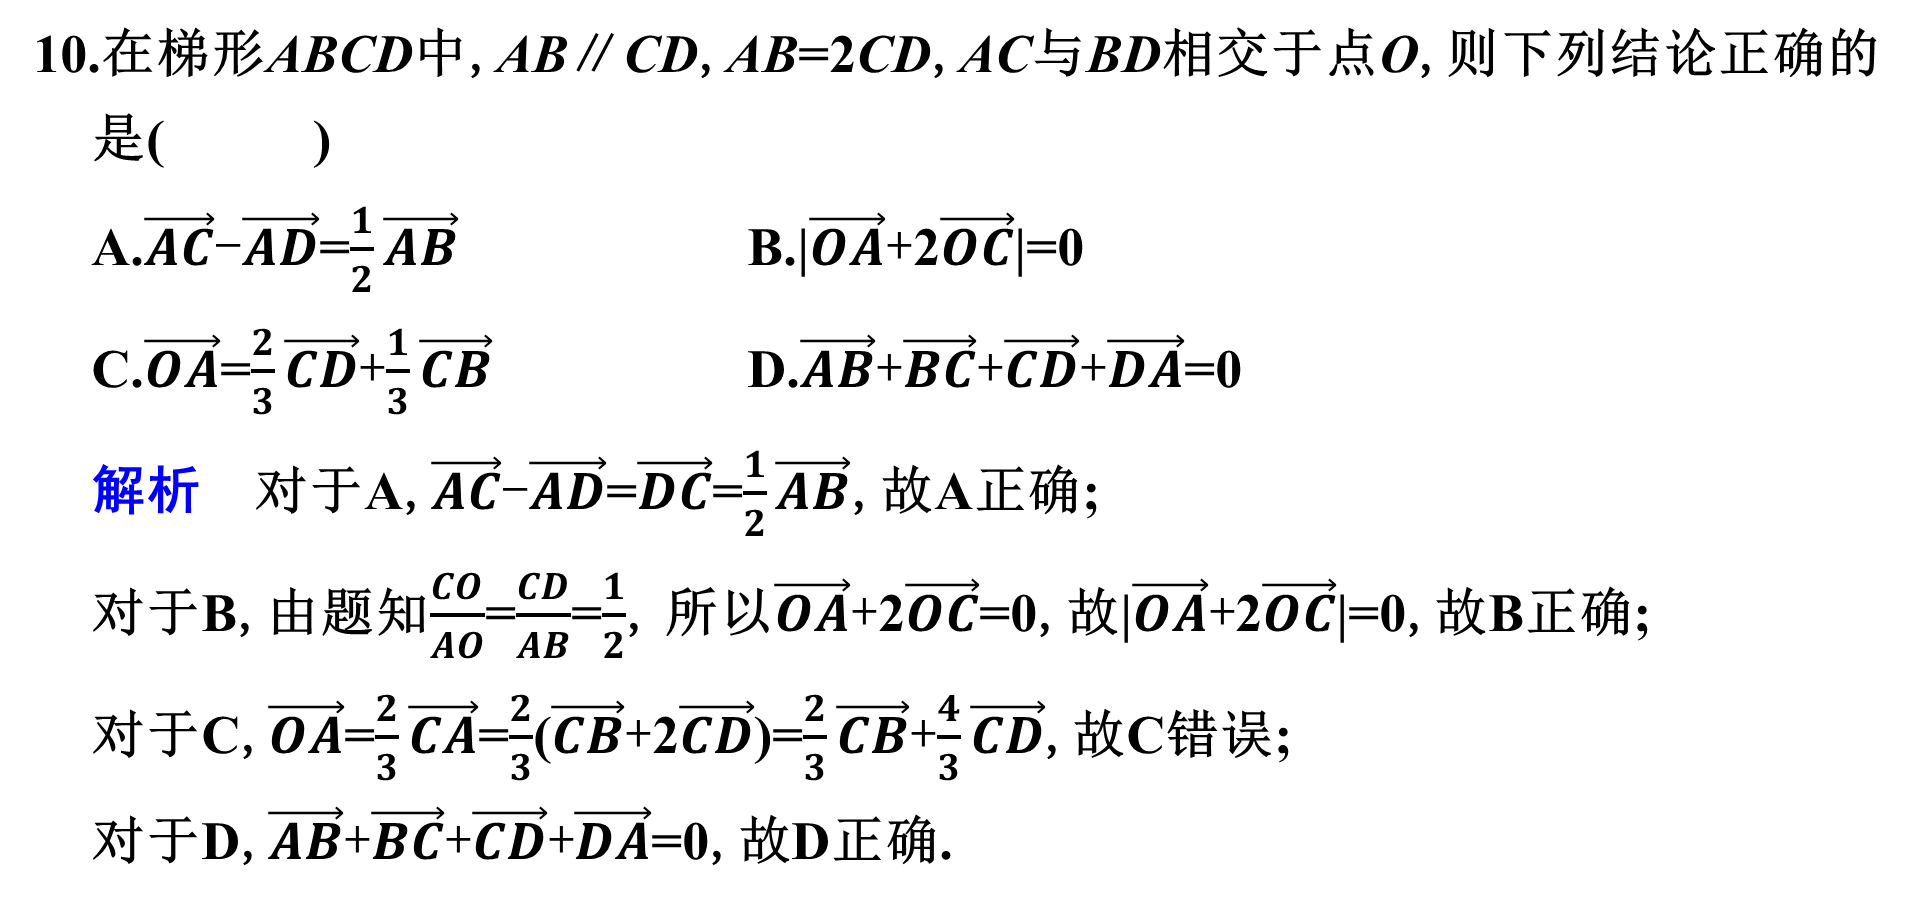 10.在梯形ABCD中, AB∥CD, AB=2CD, AC与BD相交于点O, 则下列结论正确的
是(　　)
A.$\overrightarrow{AC}-\overrightarrow{AD}=\frac{1}{2}\overrightarrow{AB}$　　B.$|\overrightarrow{OA}+2\overrightarrow{OC}|=0$
C.$\overrightarrow{OA}=\frac{2}{3}\overrightarrow{CD}+\frac{1}{3}\overrightarrow{CB}$　　D.$\overrightarrow{AB}+\overrightarrow{BC}+\overrightarrow{CD}+\overrightarrow{DA}=0$
解析　对于A, $\overrightarrow{AC}-\overrightarrow{AD}=\overrightarrow{DC}=\frac{1}{2}\overrightarrow{AB}$, 故A正确;
对于B, 由题知$\frac{CO}{AO}=\frac{CD}{AB}=\frac{1}{2}$, 所以$\overrightarrow{OA}+2\overrightarrow{OC}=0$, 故$|\overrightarrow{OA}+2\overrightarrow{OC}|=0$, 故B正确;
对于C, $\overrightarrow{OA}=\frac{2}{3}\overrightarrow{CA}=\frac{2}{3}(\overrightarrow{CB}+2\overrightarrow{CD})=\frac{2}{3}\overrightarrow{CB}+\frac{4}{3}\overrightarrow{CD}$, 故C错误;
对于D, $\overrightarrow{AB}+\overrightarrow{BC}+\overrightarrow{CD}+\overrightarrow{DA}=0$, 故D正确.